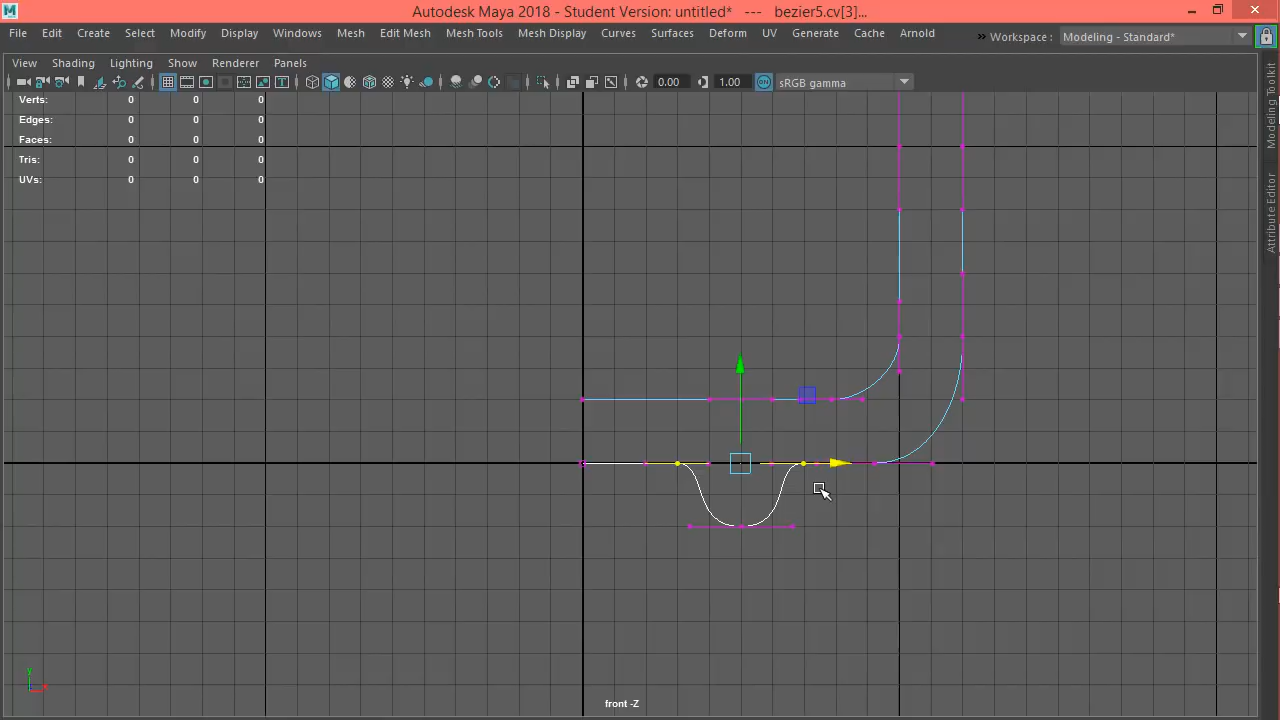 Autodesk Maya 2018 - Student Version: untitled* --- bezier5.cv[3]...
File Edit Create Select Modify Display Windows Mesh Edit Mesh Mesh Tools Mesh Display Curves Surfaces Deform UV Generate Cache Arnold » Workspace: Modeling - Standard*
View Shading Lighting Show Renderer Panels
0.00 1.00 ON sRGB gamma
Verts: 0 0 0
Edges: 0 0 0
Faces: 0 0 0
Tris: 0 0 0
UVs: 0 0 0
Modeling Toolkit
Attribute Editor
y
x
front -Z